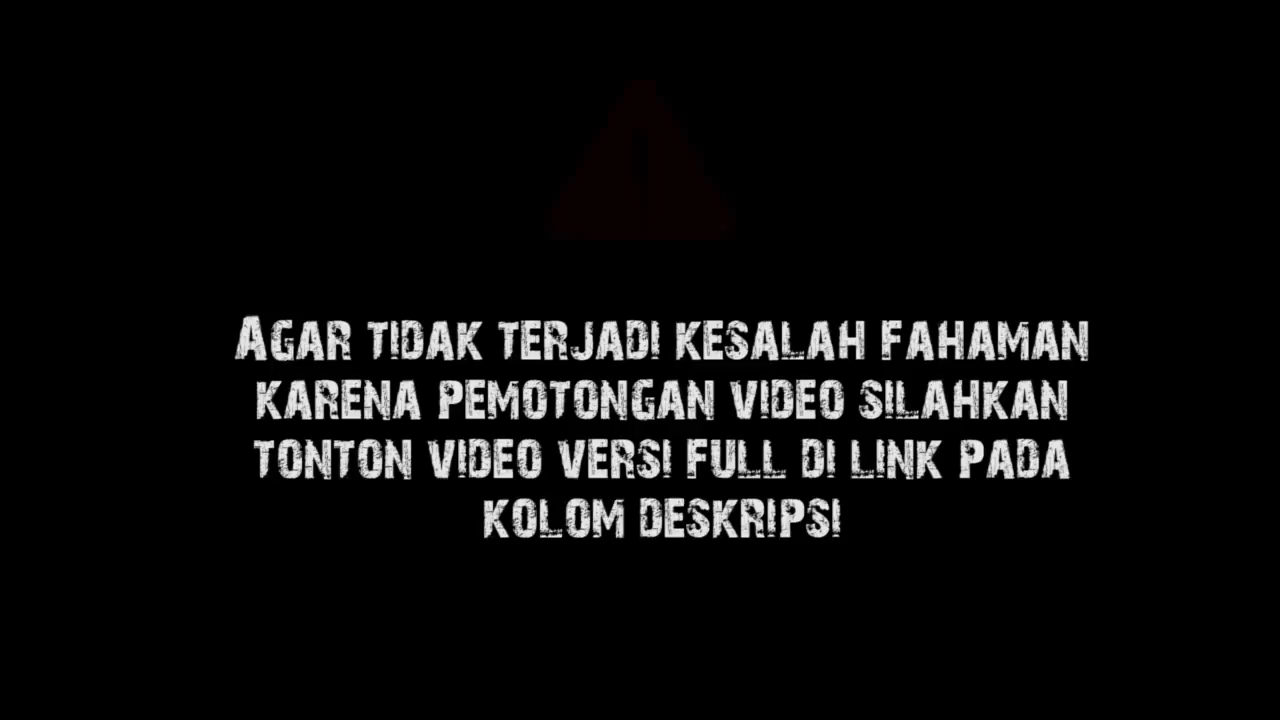 Agar tidak terjadi kesalah fahaman
karena pemotongan video silahkan
tonton video versi full di link pada
kolom deskripsi